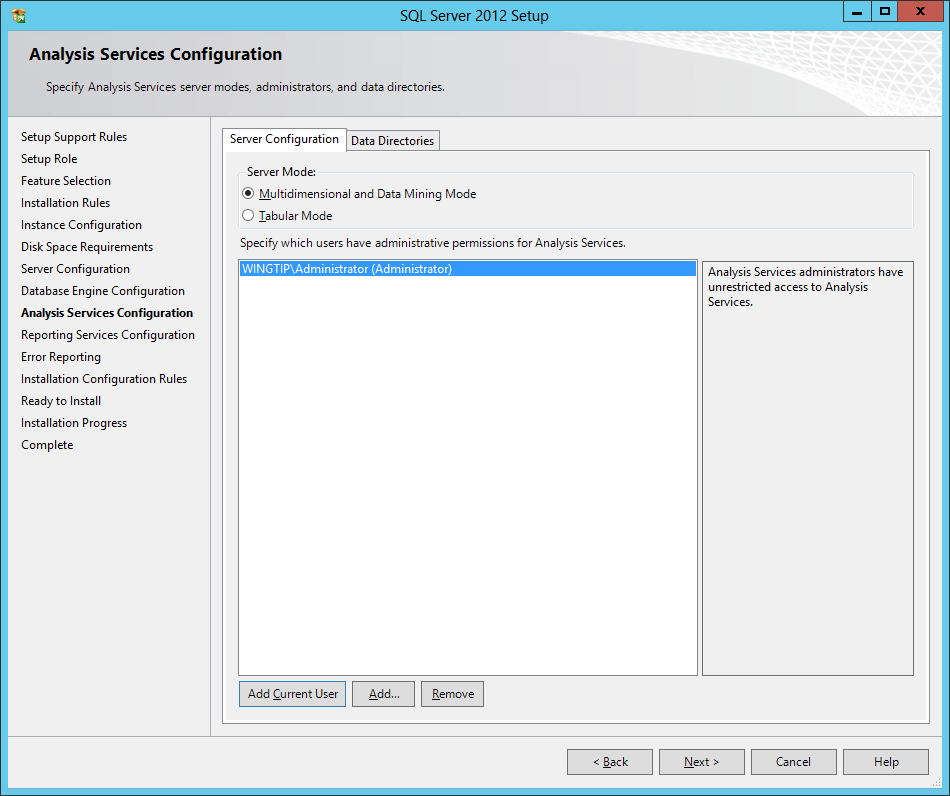 SQL Server 2012 Setup
Analysis Services Configuration
Specify Analysis Services server modes, administrators, and data directories.
Setup Support Rules
Setup Role
Feature Selection
Installation Rules
Instance Configuration
Disk Space Requirements
Server Configuration
Database Engine Configuration
Analysis Services Configuration
Reporting Services Configuration
Error Reporting
Installation Configuration Rules
Ready to Install
Installation Progress
Complete
Server Configuration
Data Directories
Server Mode:
Multidimensional and Data Mining Mode
Tabular Mode
Specify which users have administrative permissions for Analysis Services.
WINGTIP\Administrator (Administrator)
Analysis Services administrators have
unrestricted access to Analysis
Services.
Add Current User
Add...
Remove
< Back
Next >
Cancel
Help